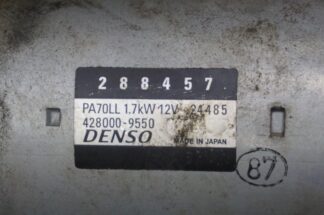 288457
PA70LL 1.7kW 12V 24485
428000-9550
DENSO MADE IN JAPAN
87